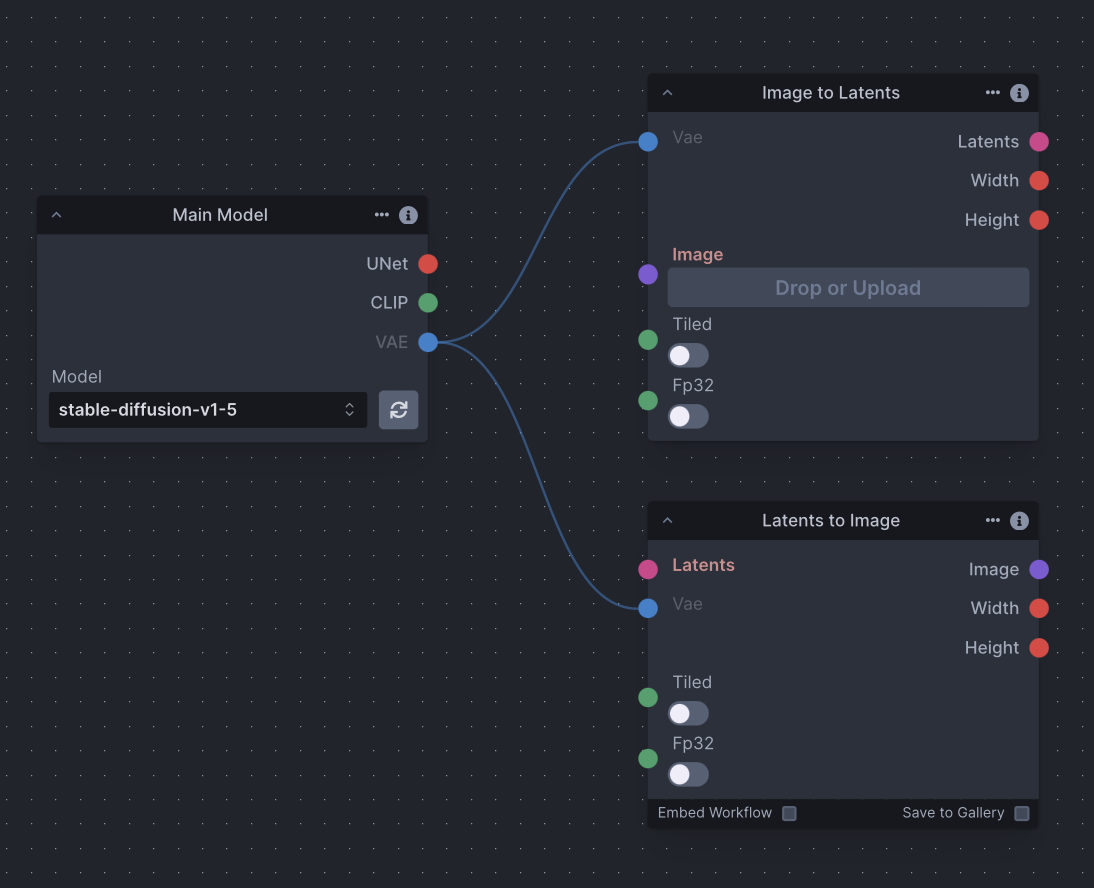 Main Model
UNet
CLIP
VAE
Model
stable-diffusion-v1-5
Image to Latents
Vae
Latents
Width
Height
Image
Drop or Upload
Tiled
Fp32
Latents to Image
Latents
Image
Vae
Width
Height
Tiled
Fp32
Embed Workflow
Save to Gallery